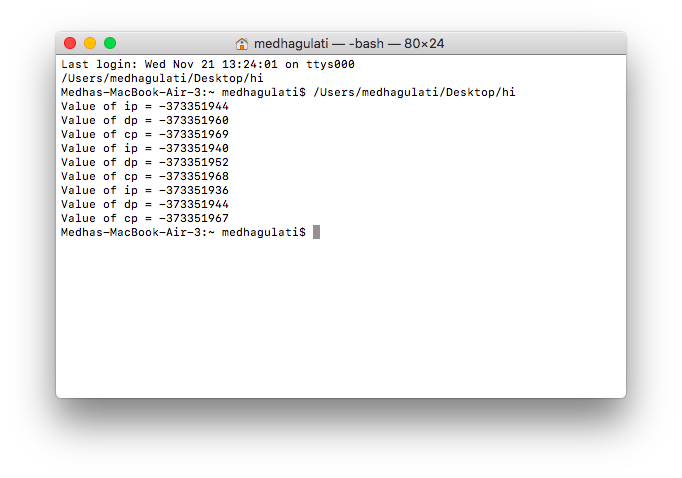 medhagulati — -bash — 80×24
Last login: Wed Nov 21 13:24:01 on ttys000
/Users/medhagulati/Desktop/hi
Medhas-MacBook-Air-3:~ medhagulati$ /Users/medhagulati/Desktop/hi
Value of ip = -373351944
Value of dp = -373351960
Value of cp = -373351969
Value of ip = -373351940
Value of dp = -373351952
Value of cp = -373351968
Value of ip = -373351936
Value of dp = -373351944
Value of cp = -373351967
Medhas-MacBook-Air-3:~ medhagulati$